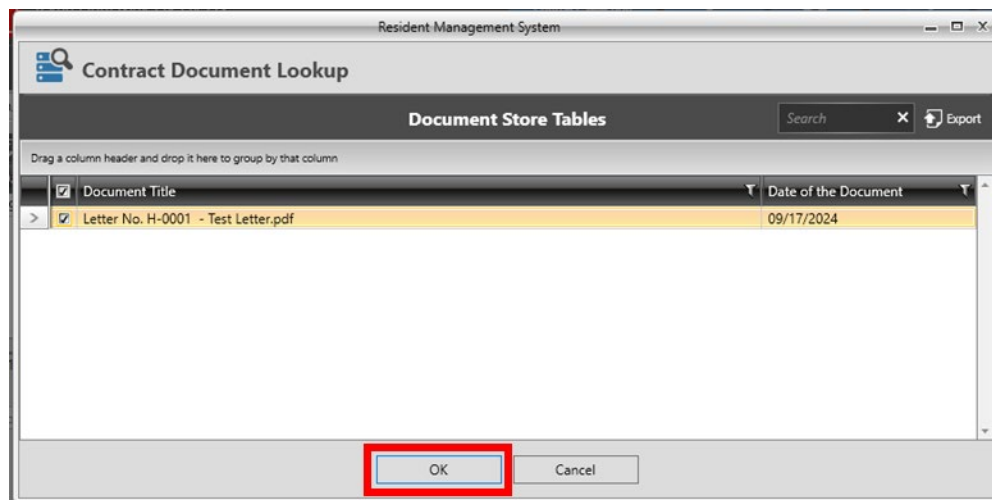 Resident Management System
Contract Document Lookup
Document Store Tables
Search
Export
Drag a column header and drop it here to group by that column
Document Title
Date of the Document
Letter No. H-0001 - Test Letter.pdf
09/17/2024
OK
Cancel